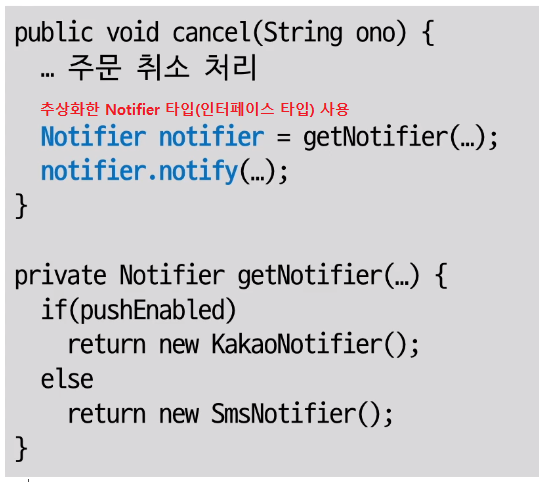 public void cancel(String ono) {
… 주문 취소 처리
추상화한 Notifier 타입(인터페이스 타입) 사용
Notifier notifier = getNotifier(…);
notifier.notify(…);
}
private Notifier getNotifier(…) {
if(pushEnabled)
return new KakaoNotifier();
else
return new SmsNotifier();
}